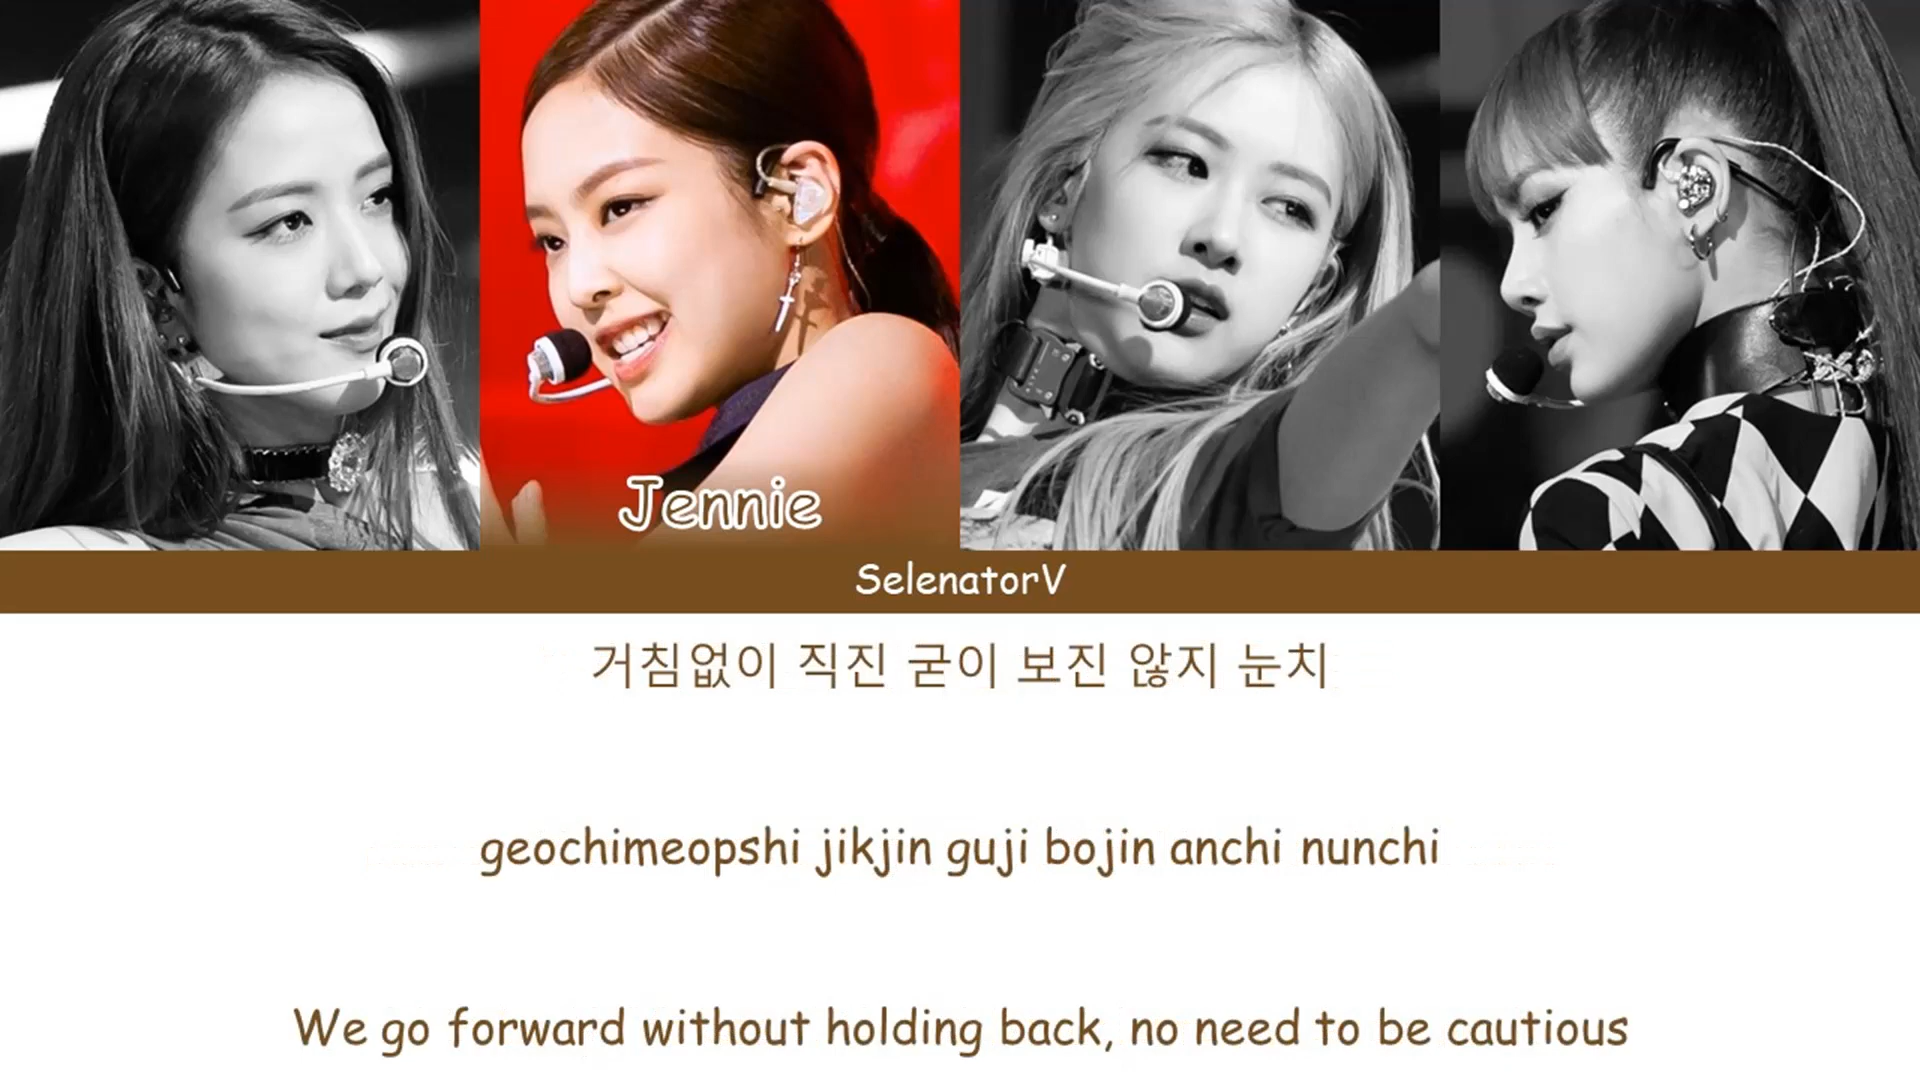 Jennie
SelenatorV
거침없이 직진 굳이 보진 않지 눈치
geochimeopshi jikjin guji bojin anchi nunchi
We go forward without holding back, no need to be cautious